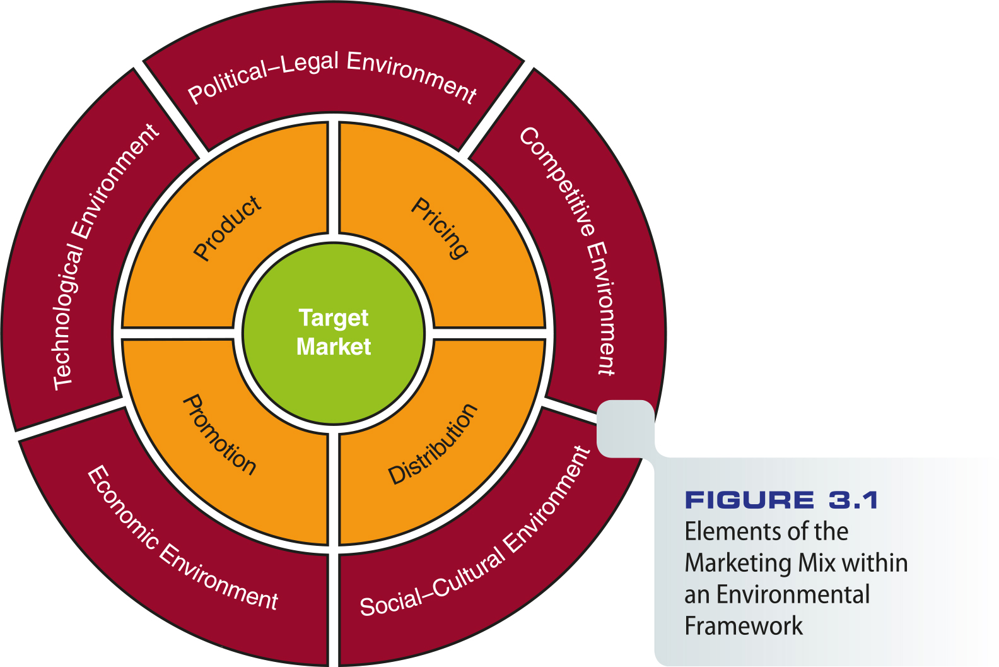 Political–Legal Environment
Technological Environment
Competitive Environment
Product
Pricing
Target
Market
Promotion
Distribution
Economic Environment
Social–Cultural Environment
FIGURE 3.1
Elements of the
Marketing Mix within
an Environmental
Framework